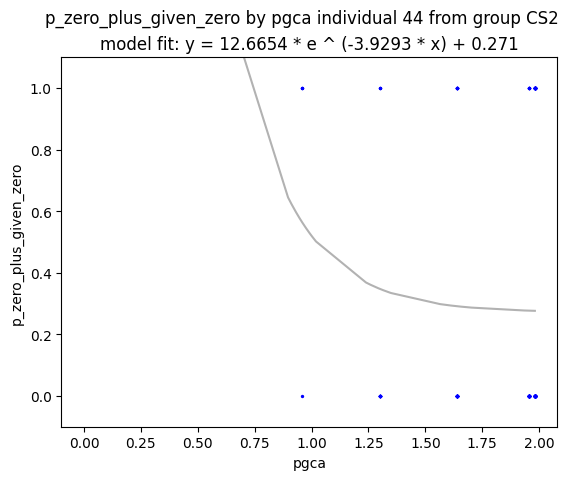 p_zero_plus_given_zero by pgca individual 44 from group CS2
model fit: y = 12.6654 * e ^ (-3.9293 * x) + 0.271
1.0
0.8
0.6
0.4
0.2
0.0
p_zero_plus_given_zero
0.00 0.25 0.50 0.75 1.00 1.25 1.50 1.75 2.00
pgca